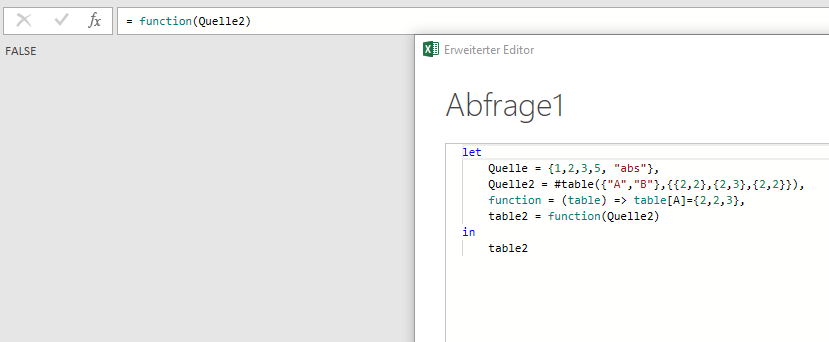 fx
= function(Quelle2)
FALSE
Erweiterter Editor
Abfrage1
let
Quelle = {1,2,3,5, "abs"},
Quelle2 = #table({"A","B"},{{2,2},{2,3},{2,2}}),
function = (table) => table[A]={2,2,3},
table2 = function(Quelle2)
in
table2